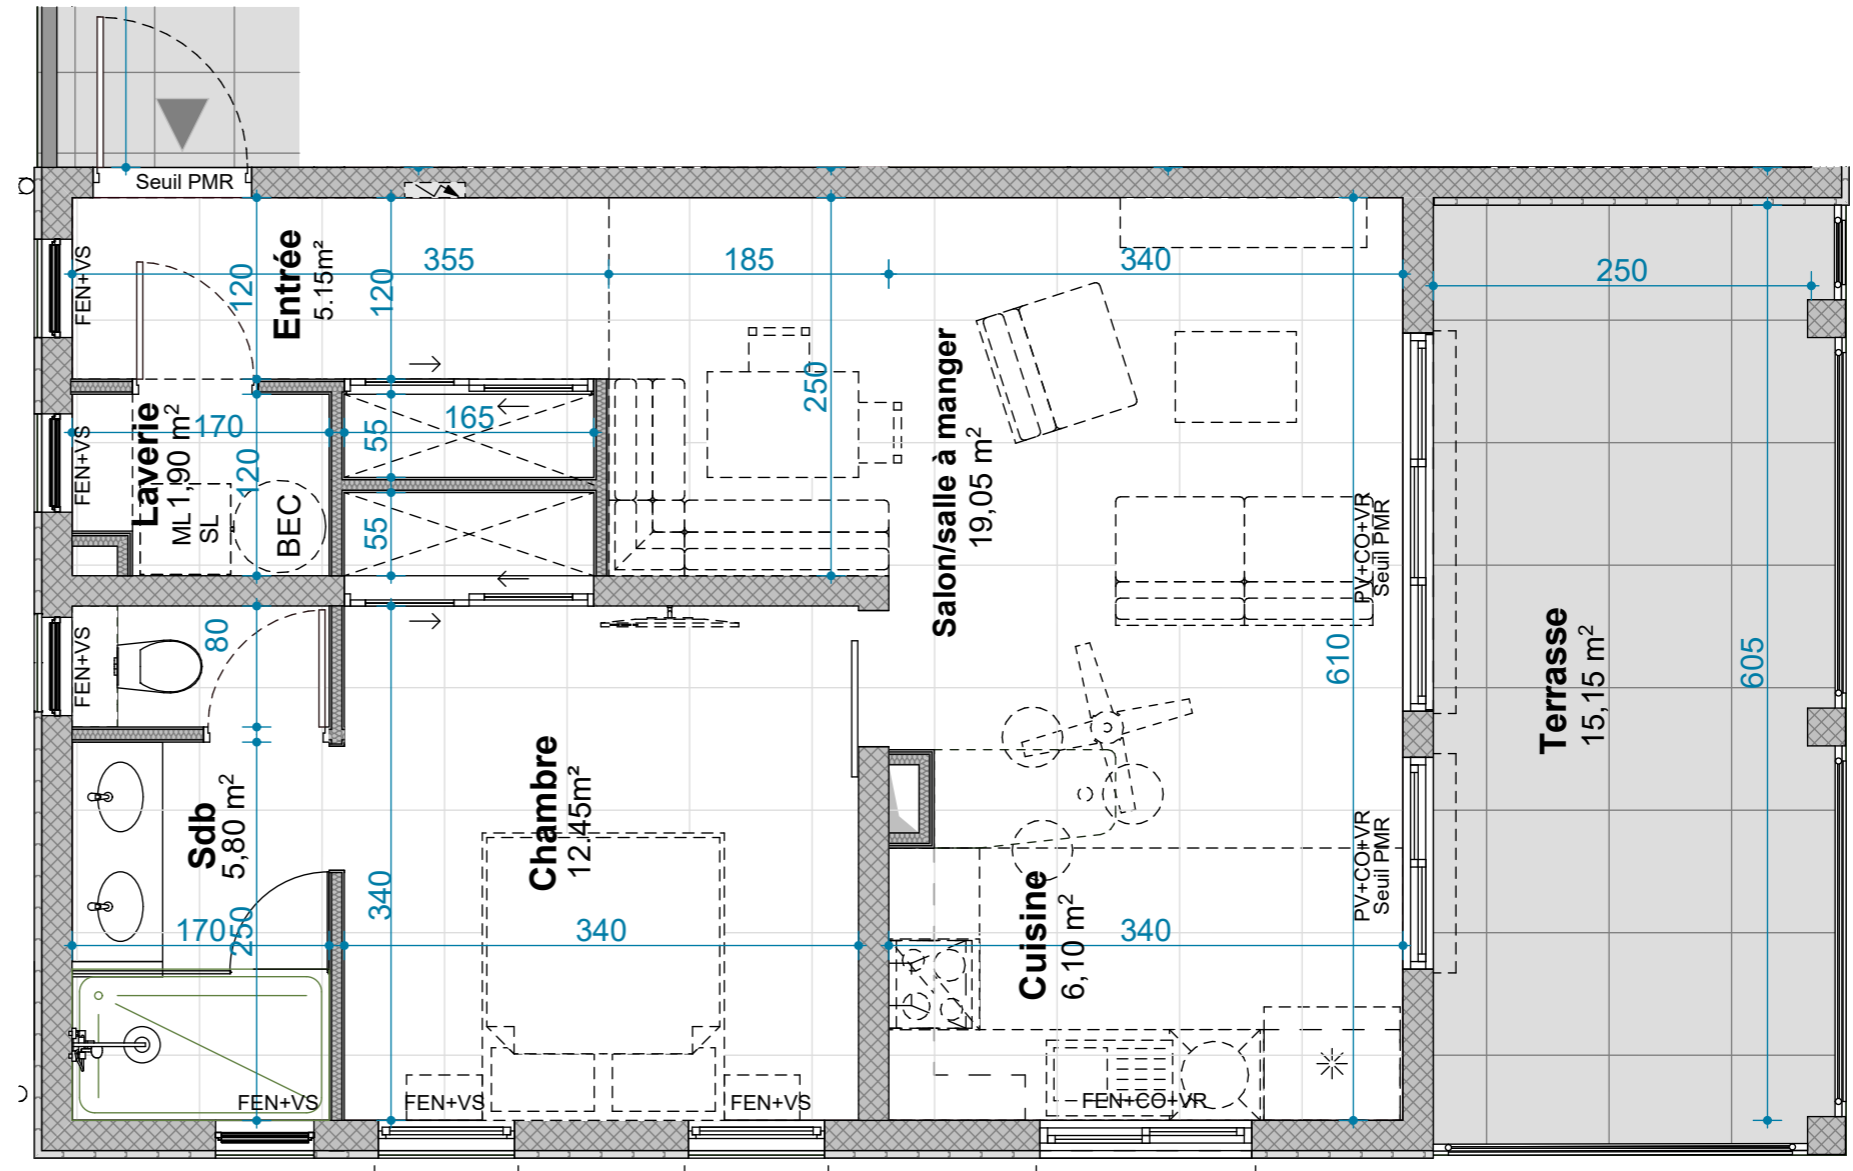 Seuil PMR
FEN+VS
120
Entrée
5.15m²
120
355
185
340
250
FEN+VS
Laverie
1,90 m²
170
120
ML
SL
BEC
55
165
55
250
Salon/salle à manger
19,05 m²
PV+CO+VR
Seuil PMR
610
Terrasse
15,15 m²
605
FEN+VS
80
Sdb
5,80 m²
170
250
Chambre
12.45m²
340
340
Cuisine
6,10 m²
340
PV+CO+VR
Seuil PMR
FEN+VS
FEN+VS
FEN+VS
FEN+CO+VR